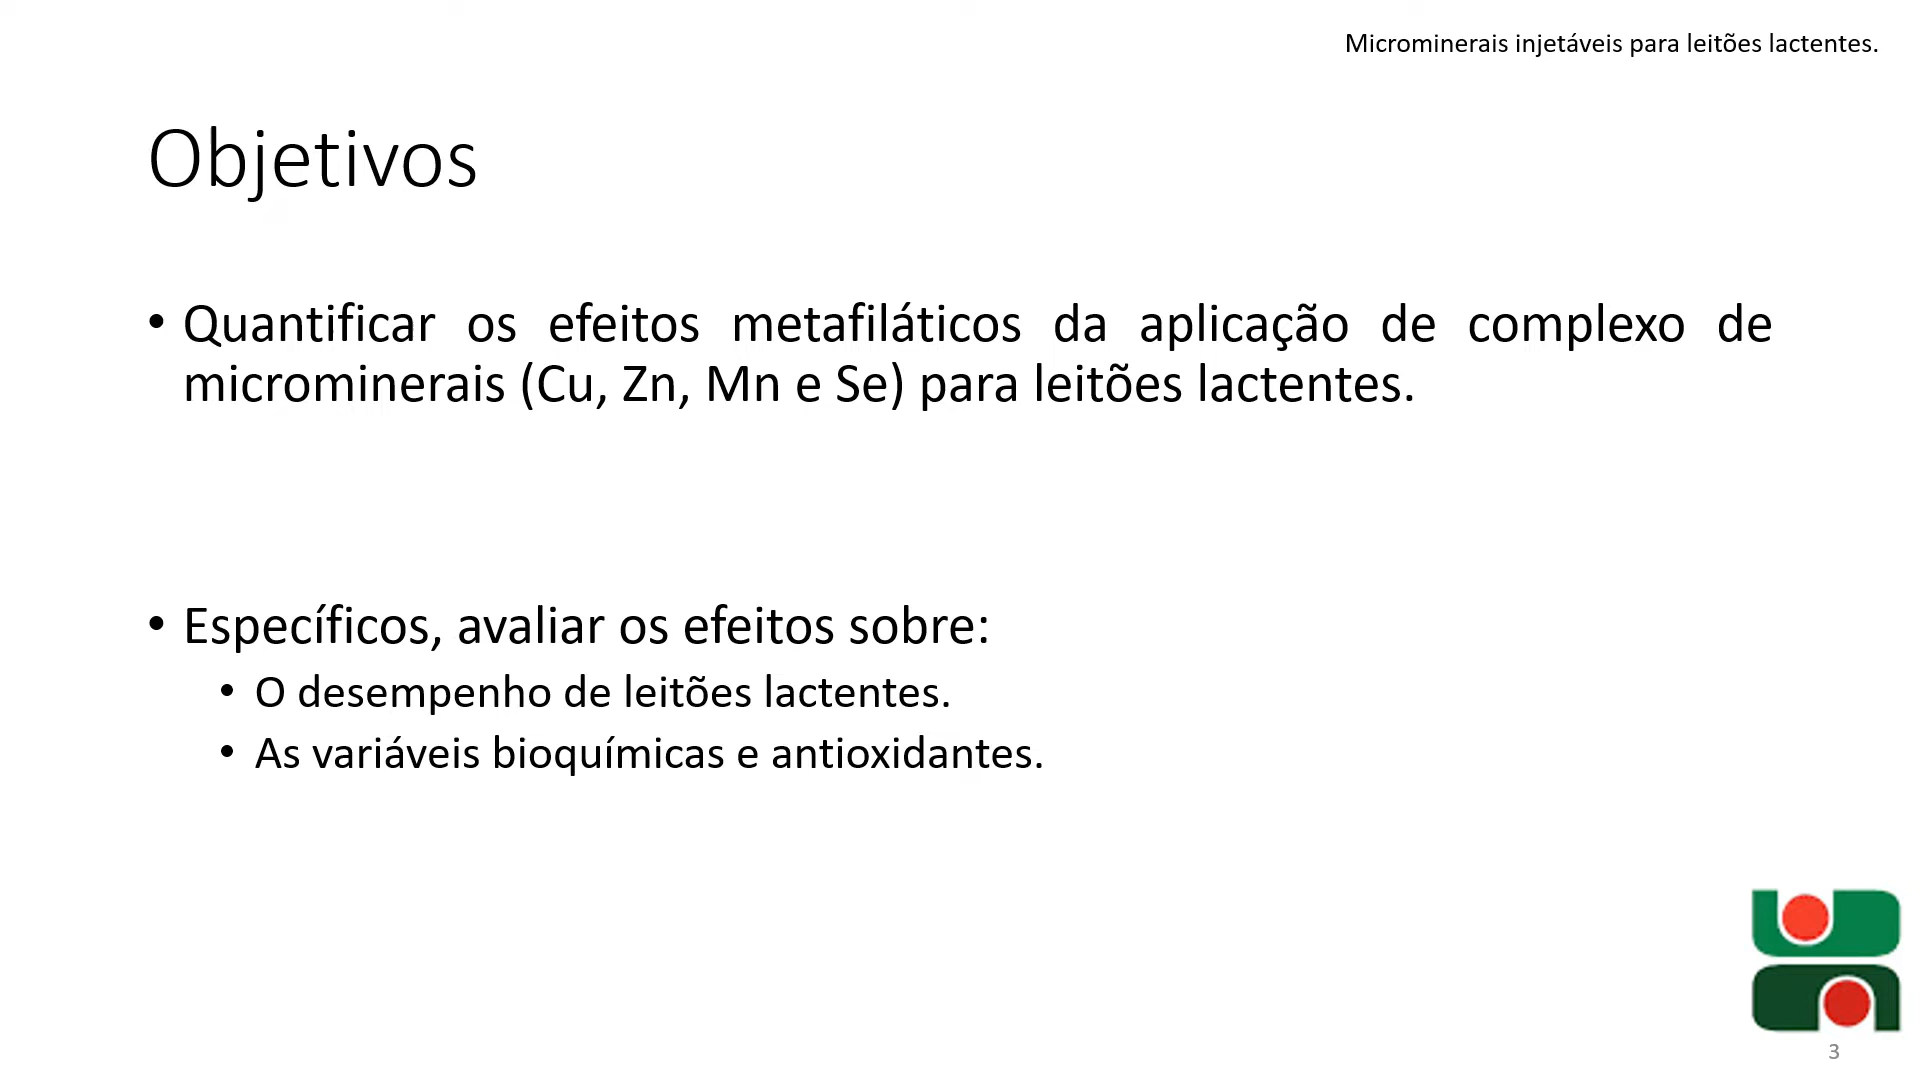 Microminerais injetáveis para leitões lactentes.
Objetivos
• Quantificar os efeitos metafiláticos da aplicação de complexo de
microminerais (Cu, Zn, Mn e Se) para leitões lactentes.
• Específicos, avaliar os efeitos sobre:
• O desempenho de leitões lactentes.
• As variáveis bioquímicas e antioxidantes.
3